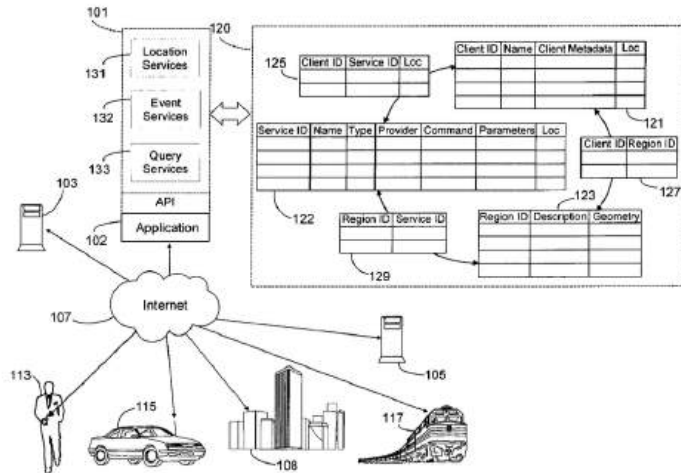 101
120
Location
Services
131
Event
Services
132
Query
Services
133
API
Application
102
103
125
Client ID Service ID Loc
Client ID Name Client Metadata Loc
121
Service ID Name Type Provider Command Parameters Loc
122
Client ID Region ID
127
123
Region ID Service ID
129
Region ID Description Geometry
Internet
107
105
113
115
108
117